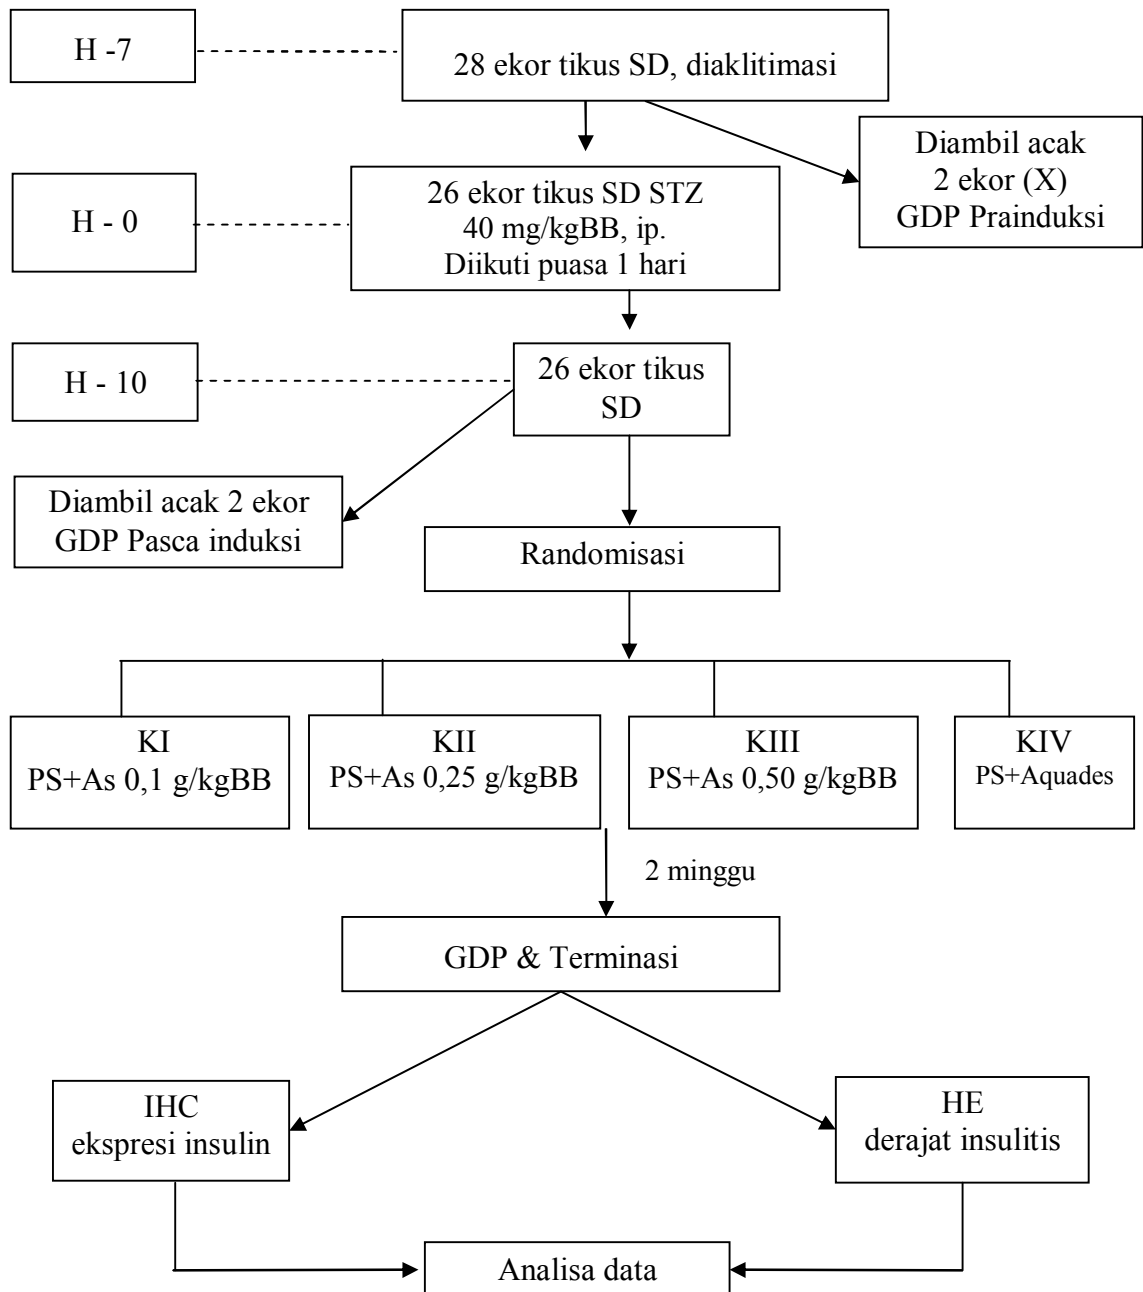 H -7
28 ekor tikus SD, diaklitimasi
Diambil acak
2 ekor (X)
GDP Prainduksi
H - 0
26 ekor tikus SD STZ
40 mg/kgBB, ip.
Diikuti puasa 1 hari
H - 10
26 ekor tikus
SD
Diambil acak 2 ekor
GDP Pasca induksi
Randomisasi
KI
PS+As 0,1 g/kgBB
KII
PS+As 0,25 g/kgBB
KIII
PS+As 0,50 g/kgBB
KIV
PS+Aquades
2 minggu
GDP & Terminasi
IHC
ekspresi insulin
HE
derajat insulitis
Analisa data